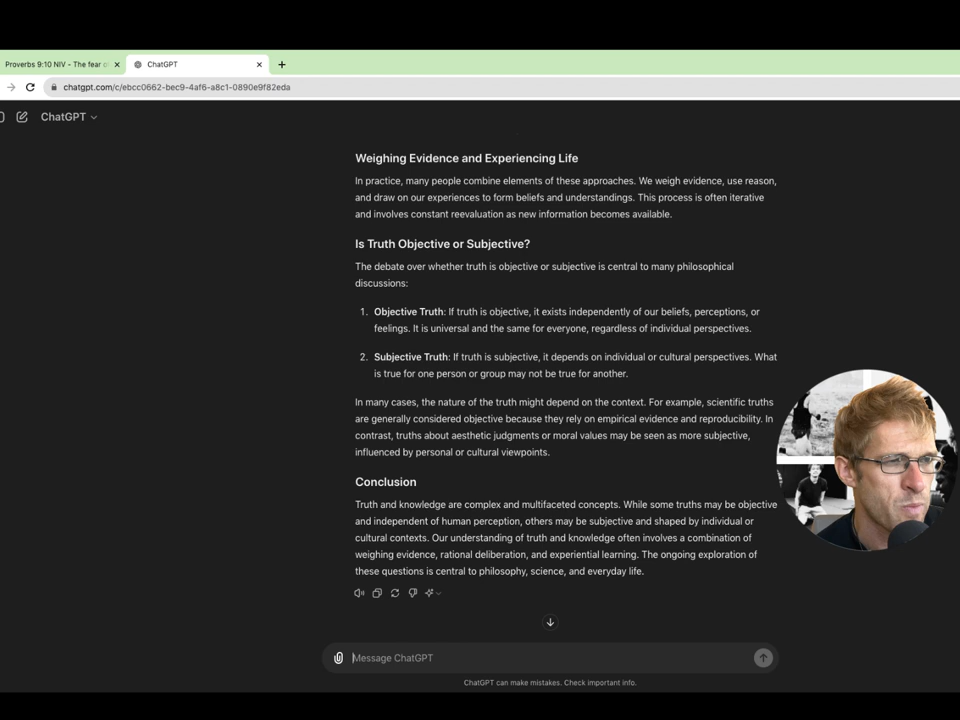 Proverbs 9:10 NIV - The fear o
ChatGPT
chatgpt.com/c/ebcc0662-bec9-4af6-a8c1-0890e9f82eda
ChatGPT
Weighing Evidence and Experiencing Life
In practice, many people combine elements of these approaches. We weigh evidence, use reason,
and draw on our experiences to form beliefs and understandings. This process is often iterative
and involves constant reevaluation as new information becomes available.
Is Truth Objective or Subjective?
The debate over whether truth is objective or subjective is central to many philosophical
discussions:
1. Objective Truth: If truth is objective, it exists independently of our beliefs, perceptions, or
feelings. It is universal and the same for everyone, regardless of individual perspectives.
2. Subjective Truth: If truth is subjective, it depends on individual or cultural perspectives. What
is true for one person or group may not be true for another.
In many cases, the nature of the truth might depend on the context. For example, scientific truths
are generally considered objective because they rely on empirical evidence and reproducibility. In
contrast, truths about aesthetic judgments or moral values may be seen as more subjective,
influenced by personal or cultural viewpoints.
Conclusion
Truth and knowledge are complex and multifaceted concepts. While some truths may be objective
and independent of human perception, others may be subjective and shaped by individual or
cultural contexts. Our understanding of truth and knowledge often involves a combination of
weighing evidence, rational deliberation, and experiential learning. The ongoing exploration of
these questions is central to philosophy, science, and everyday life.
Message ChatGPT
ChatGPT can make mistakes. Check important info.